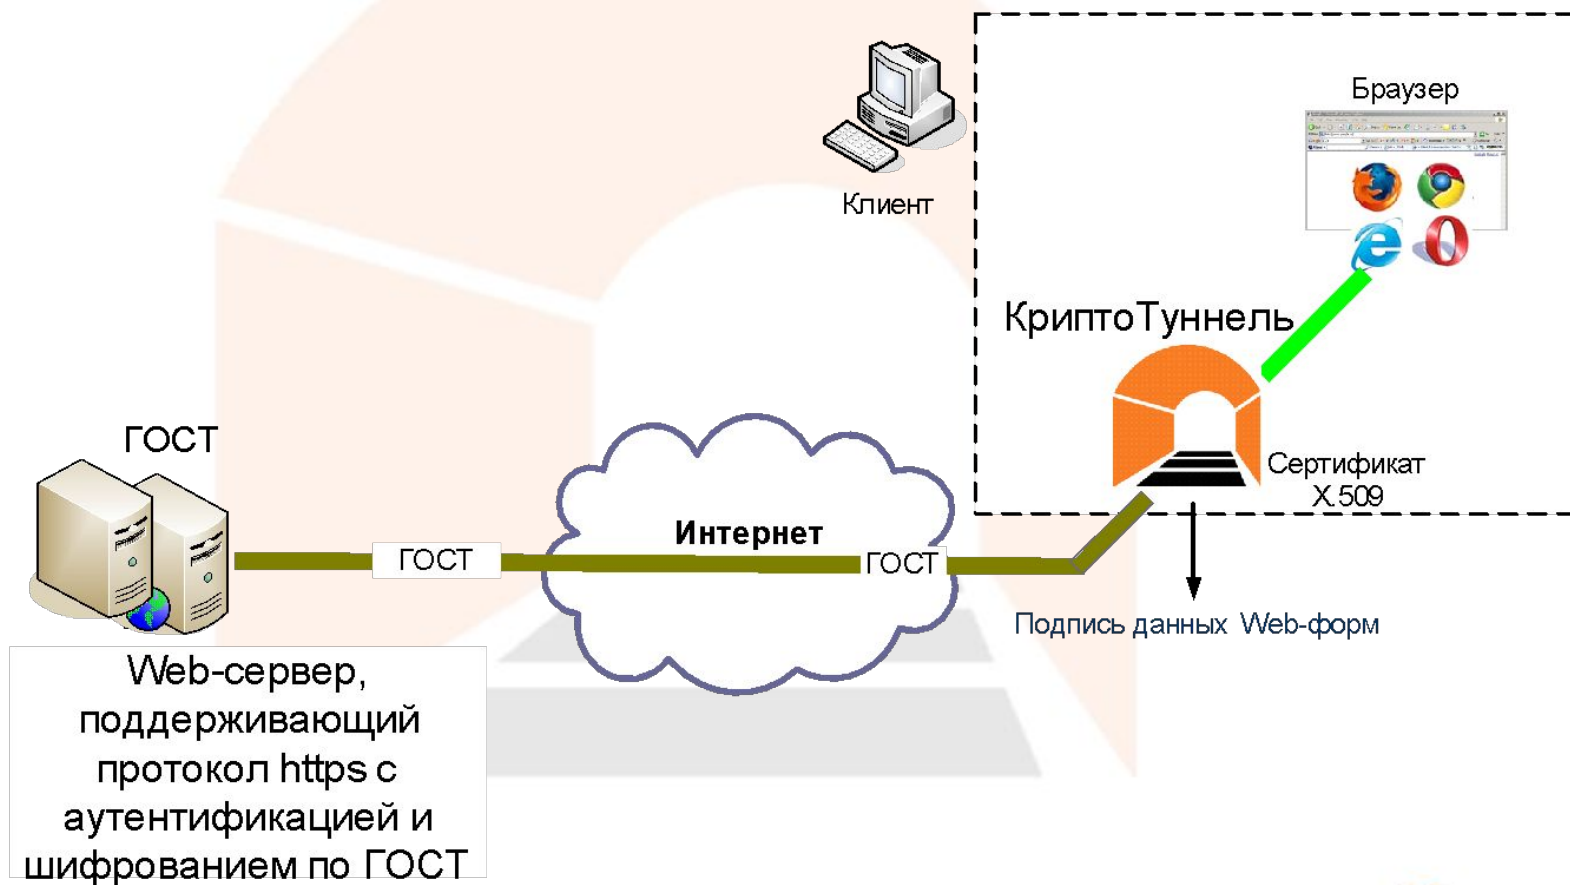 Браузер
Клиент
КриптоТуннель
ГОСТ
Сертификат
X.509
Интернет
ГОСТ
ГОСТ
Подпись данных Web-форм
Web-сервер,
поддерживающий
протокол https с
аутентификацией и
шифрованием по ГОСТ